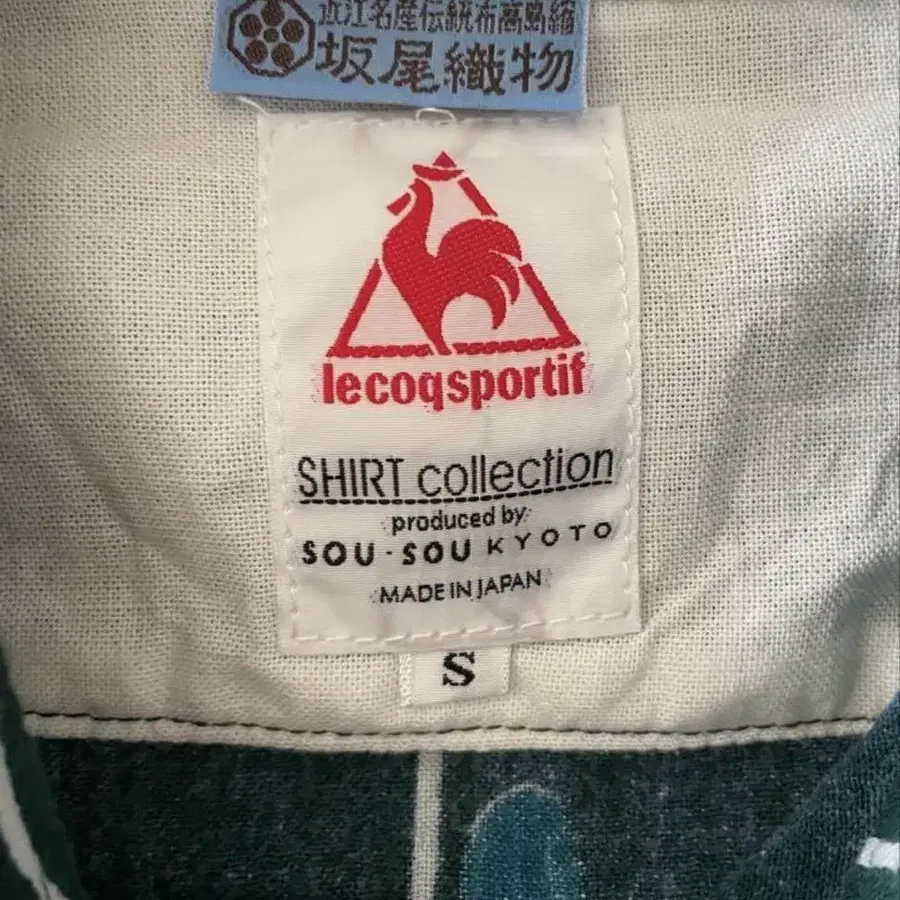 近江名産伝統布高島縮
坂尾織物
lecoqsportif
SHIRT collection
produced by
SOU·SOU KYOTO
MADE IN JAPAN
S